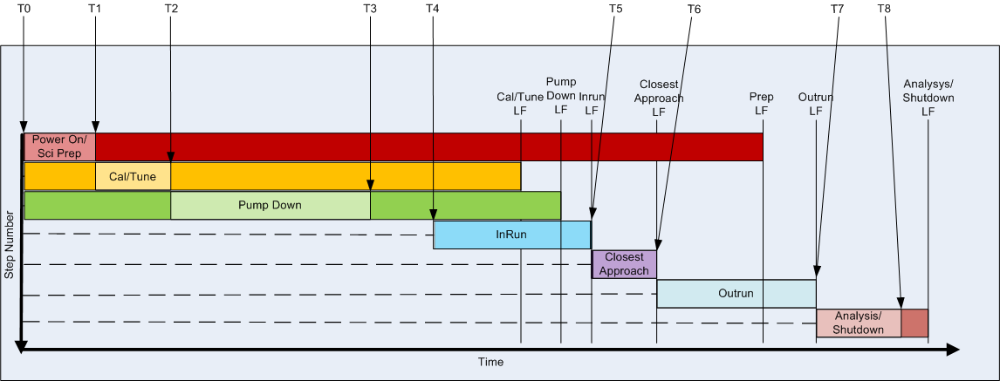 T0
T1
T2
T3
T4
T5
T6
T7
T8
Cal/Tune
LF
Pump
Down
LF
Inrun
LF
Closest
Approach
LF
Prep
LF
Outrun
LF
Analysys/
Shutdown
LF
Power On/
Sci Prep
Cal/Tune
Pump Down
InRun
Closest
Approach
Outrun
Analysis/
Shutdown
Step Number
Time